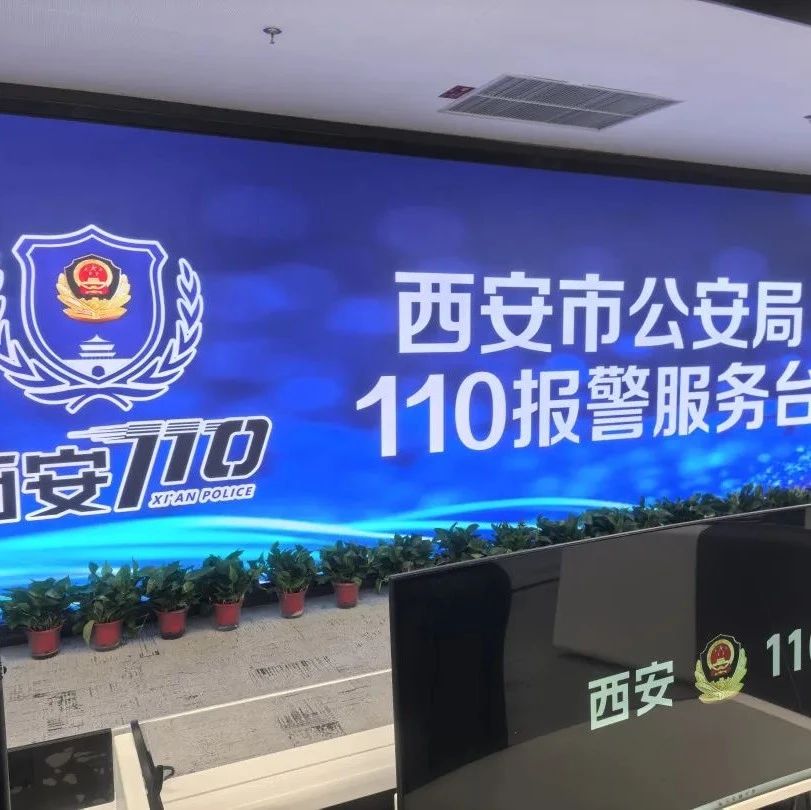 西安市公安局
110报警服务台
西安110
XI'AN POLICE
西安 110